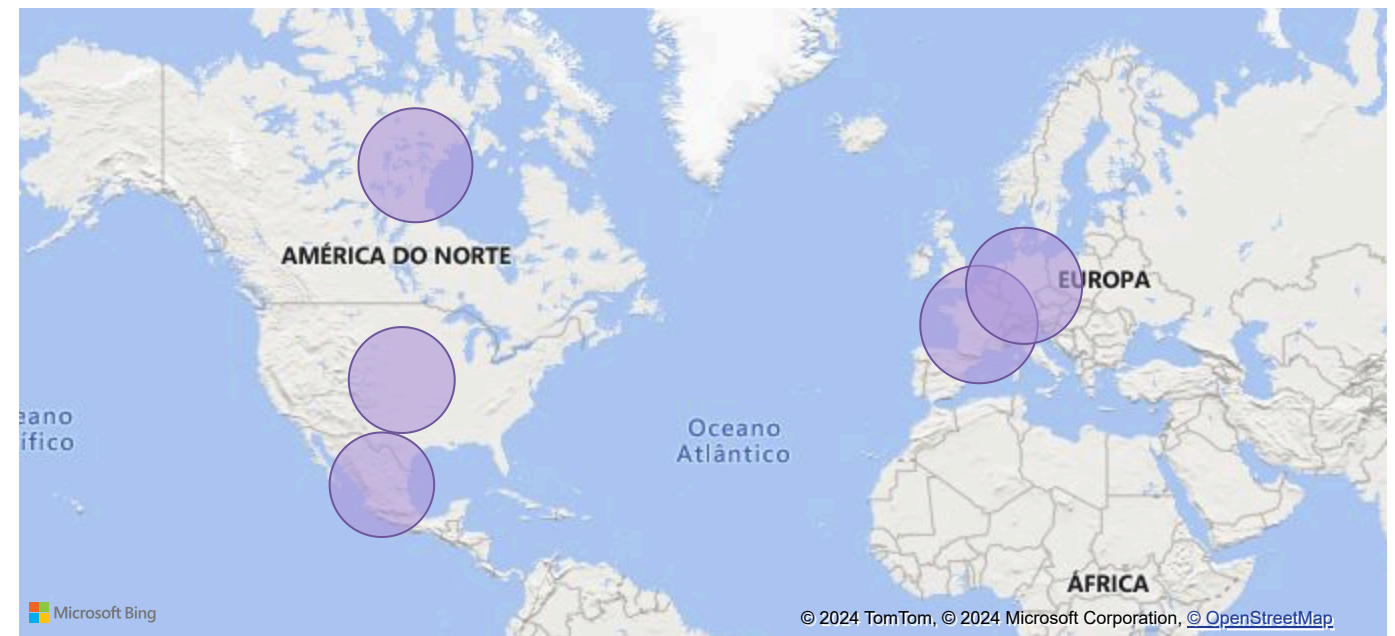 AMÉRICA DO NORTE
EUROPA
eano
ífico
Oceano
Atlântico
ÁFRICA
Microsoft Bing
© 2024 TomTom, © 2024 Microsoft Corporation, © OpenStreetMap